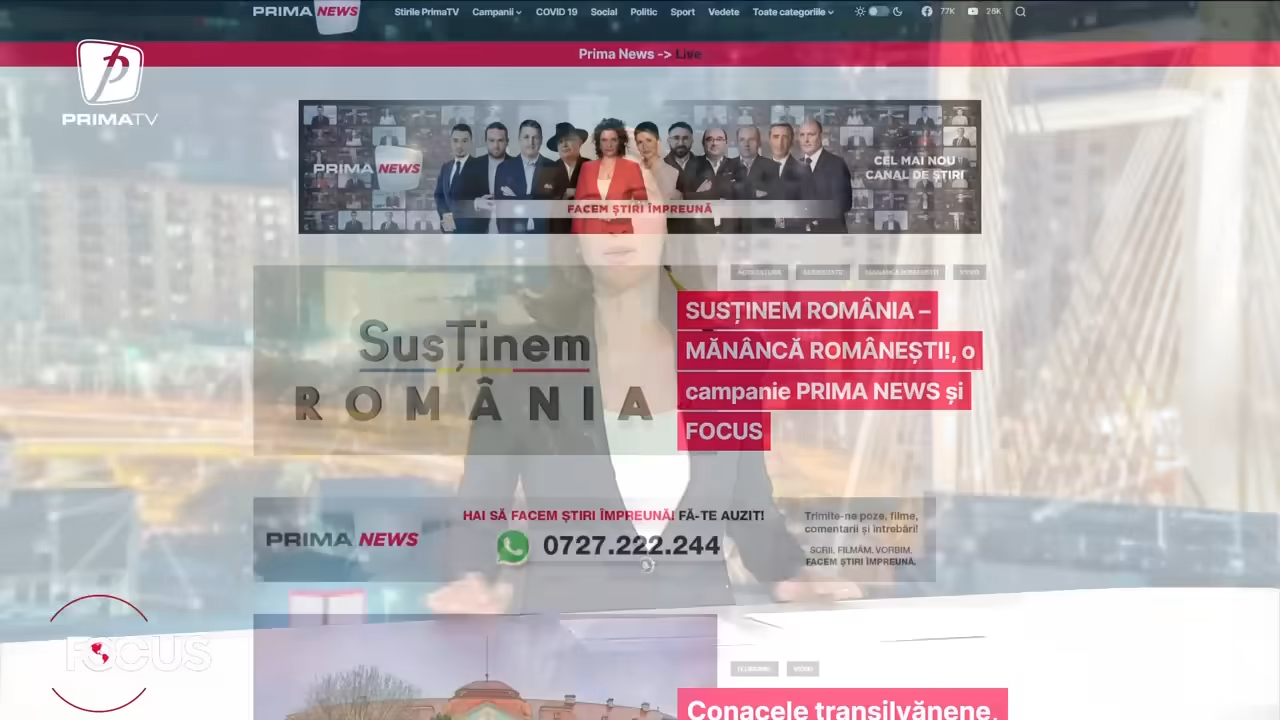 PRIMA NEWS
Stirile PrimaTV Campanii COVID 19 Social Politic Sport Vedete Toate categoriile 77K 26K
Prima News -> Live
PRIMATV
PRIMA NEWS
CEL MAI NOU
CANAL DE ȘTIRI
FACEM ȘTIRI ÎMPREUNĂ
SusȚinem
ROMÂNIA
SUSȚINEM ROMÂNIA –
MĂNÂNCĂ ROMÂNEȘTI!, o
campanie PRIMA NEWS și
FOCUS
PRIMA NEWS
HAI SĂ FACEM ȘTIRI ÎMPREUNĂ! FĂ-TE AUZIT!
0727.222.244
Trimite-ne poze, filme,
comentarii și întrebări!
SCRII. FILMĂM. VORBIM.
FACEM ȘTIRI ÎMPREUNĂ.
FOCUS
Conacele transilvănene,